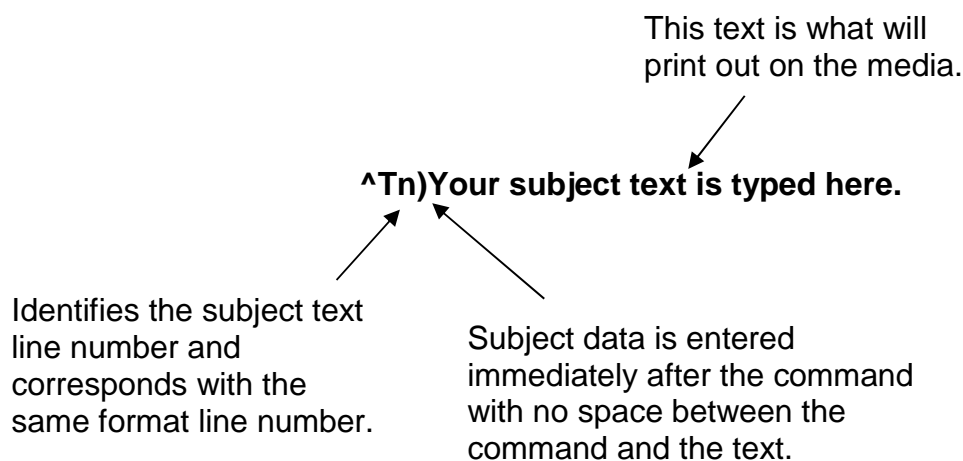 This text is what will
print out on the media.
^Tn)Your subject text is typed here.
Identifies the subject text
line number and
corresponds with the
same format line number.
Subject data is entered
immediately after the command
with no space between the
command and the text.